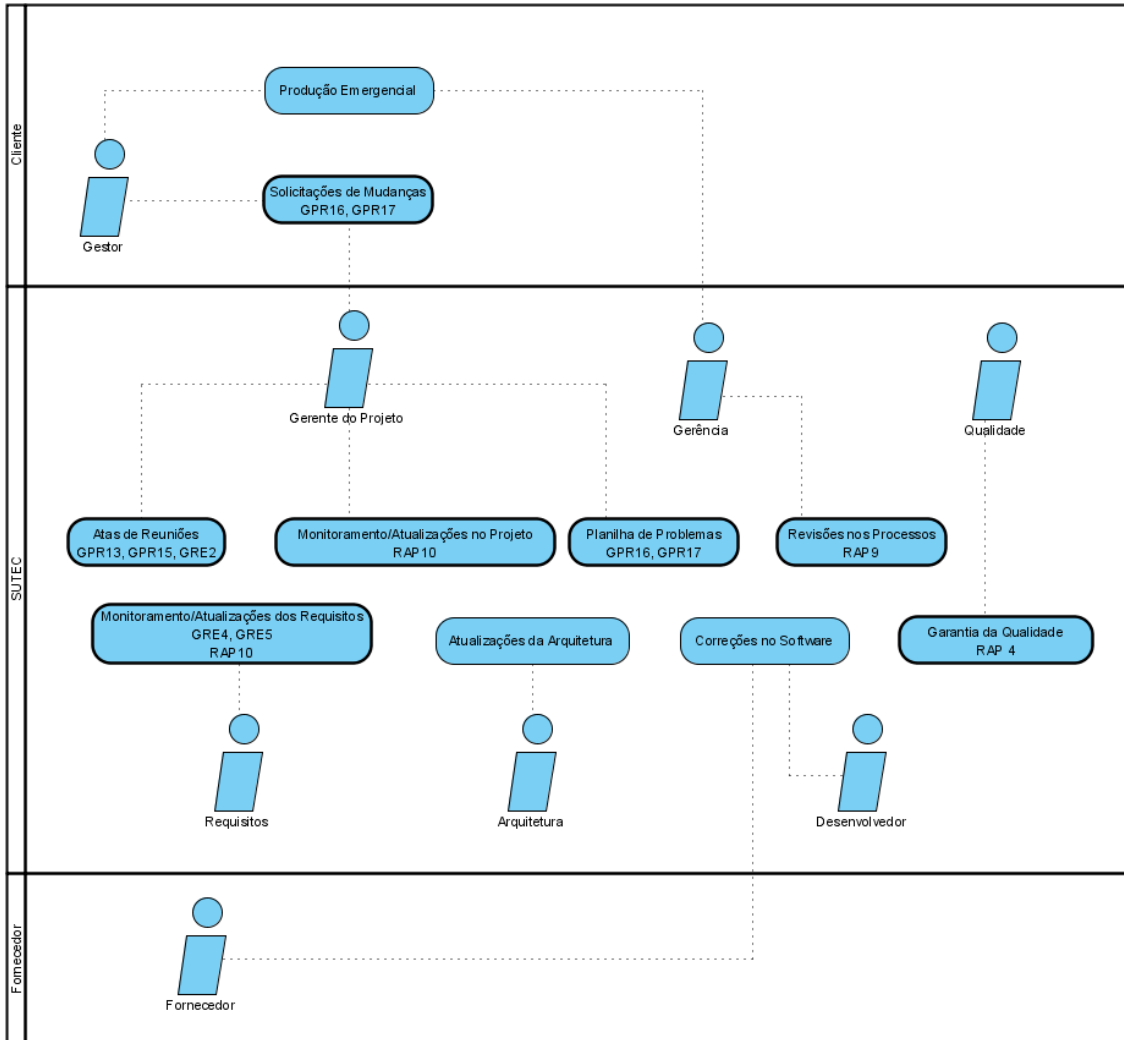 Cliente
Produção Emergencial
Solicitações de Mudanças
GPR16, GPR17
Gestor
SUTEC
Gerente do Projeto
Gerência
Qualidade
Atas de Reuniões
GPR13, GPR15, GRE2
Monitoramento/Atualizações no Projeto
RAP10
Planilha de Problemas
GPR16, GPR17
Revisões nos Processos
RAP9
Monitoramento/Atualizações dos Requisitos
GRE4, GRE5
RAP10
Atualizações da Arquitetura
Correções no Software
Garantia da Qualidade
RAP 4
Requisitos
Arquitetura
Desenvolvedor
Fornecedor
Fornecedor